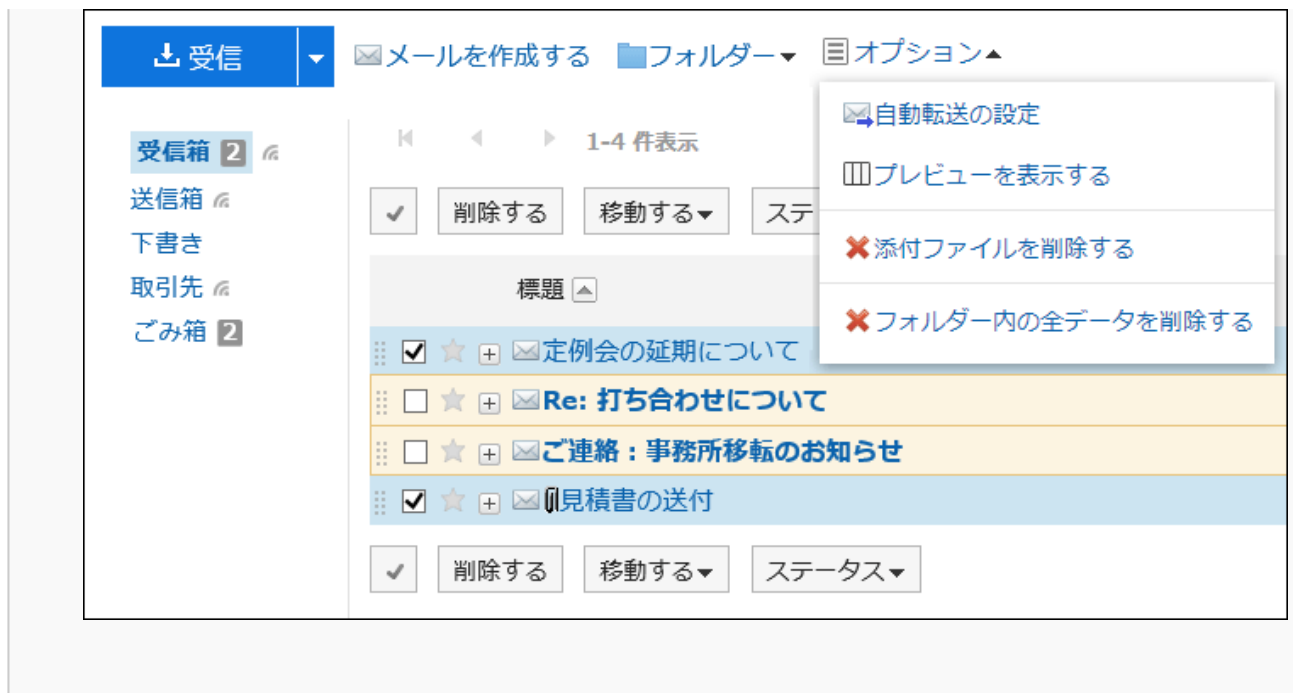 受信 メールを作成する フォルダー オプション
自動転送の設定
プレビューを表示する
添付ファイルを削除する
フォルダー内の全データを削除する
受信箱 2
送信箱
下書き
取引先
ごみ箱 2
1-4 件表示
削除する 移動する ステ
標題
定例会の延期について
Re: 打ち合わせについて
ご連絡：事務所移転のお知らせ
見積書の送付
削除する 移動する ステータス